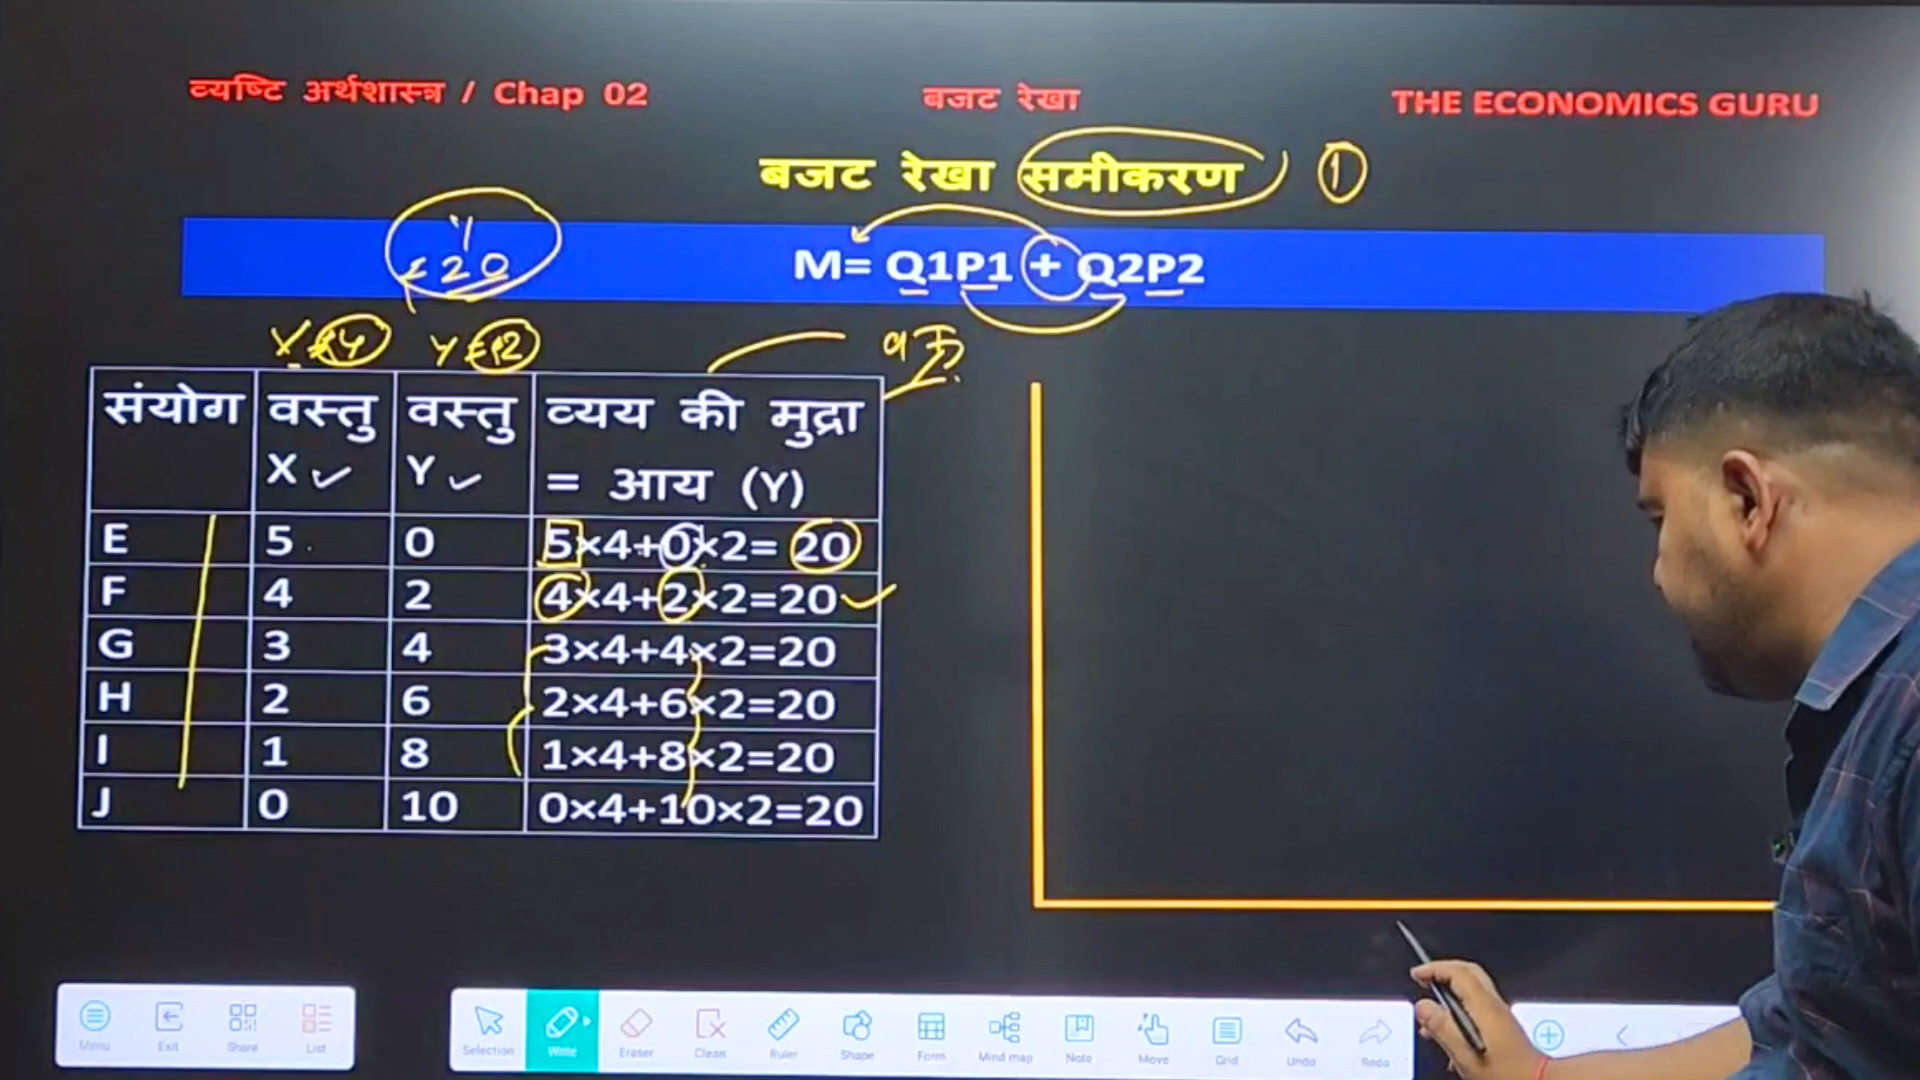 व्यष्टि अर्थशास्त्र / Chap 02 बजट रेखा THE ECONOMICS GURU
बजट रेखा समीकरण 1
Y
₹20
M= Q1P1 + Q2P2
X ₹4 Y ₹2
संयोग वस्तु X वस्तु Y व्यय की मुद्रा = आय (Y)
E 5 0 5×4+0×2= 20
F 4 2 4×4+2×2=20
G 3 4 3×4+4×2=20
H 2 6 2×4+6×2=20
I 1 8 1×4+8×2=20
J 0 10 0×4+10×2=20
Menu Exit Share List Selection Write Eraser Clean Ruler Shape Form Mind map Note Move Grid Undo Redo